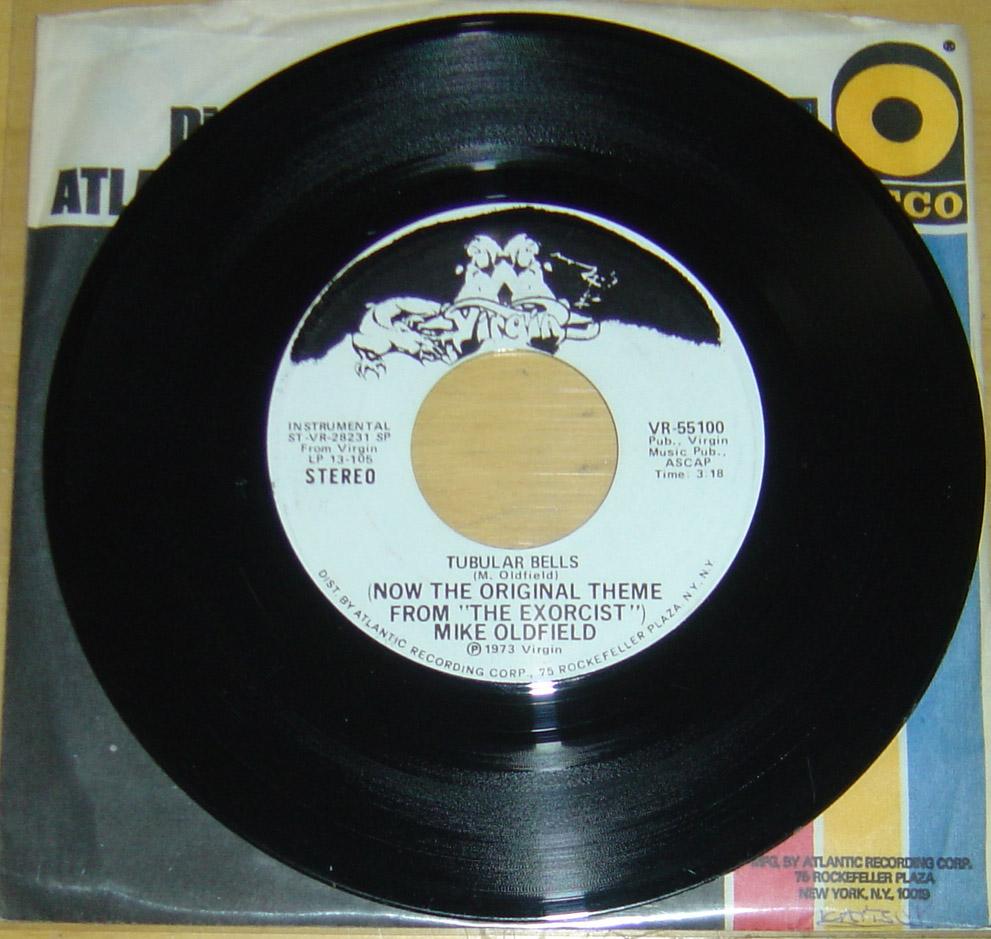 ATL
CO
Virgin
INSTRUMENTAL
ST-VR-28231 SP
From Virgin
LP 13-105
STEREO
VR-55100
Pub., Virgin
Music Pub.,
ASCAP
Time: 3:18
TUBULAR BELLS
(M. Oldfield)
(NOW THE ORIGINAL THEME
FROM "THE EXORCIST")
MIKE OLDFIELD
℗ 1973 Virgin
DIST. BY ATLANTIC RECORDING CORP., 75 ROCKEFELLER PLAZA, N.Y. N.Y.
MFG. BY ATLANTIC RECORDING CORP.
75 ROCKEFELLER PLAZA
NEW YORK, N.Y. 10019